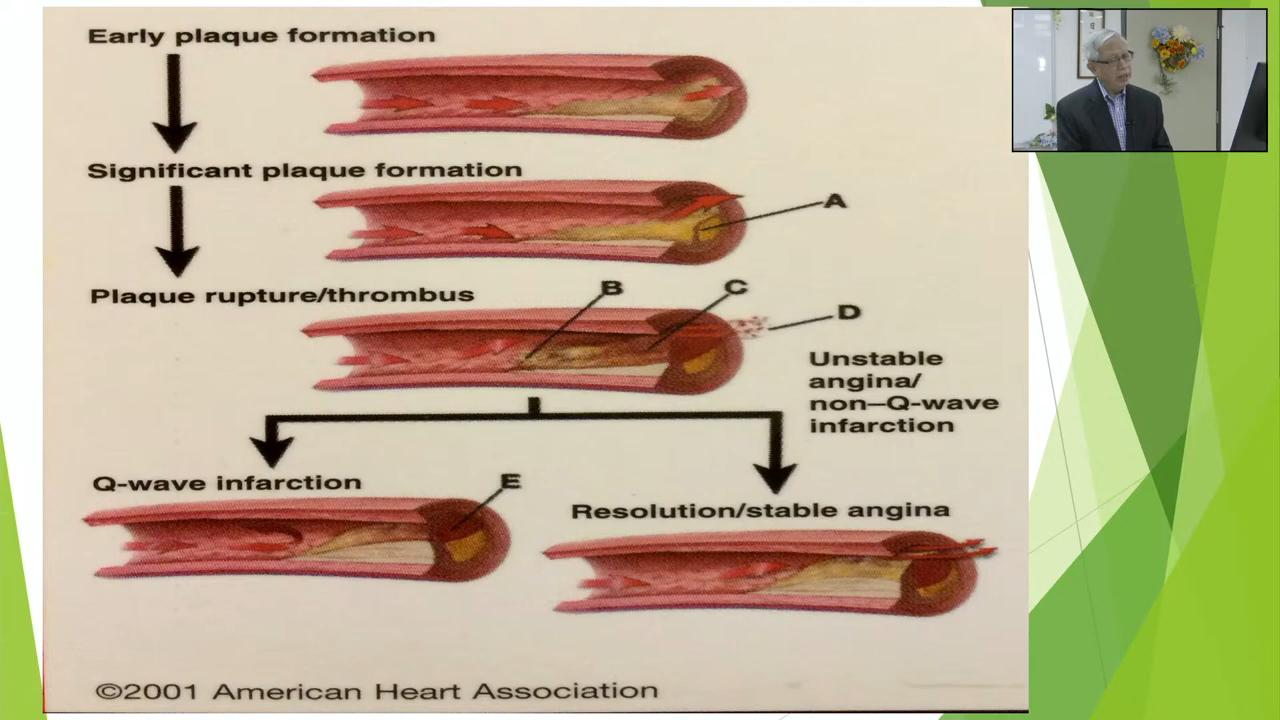 Early plaque formation
Significant plaque formation
A
Plaque rupture/thrombus
B
C
D
Unstable
angina/
non–Q-wave
infarction
Q-wave infarction
E
Resolution/stable angina
©2001 American Heart Association